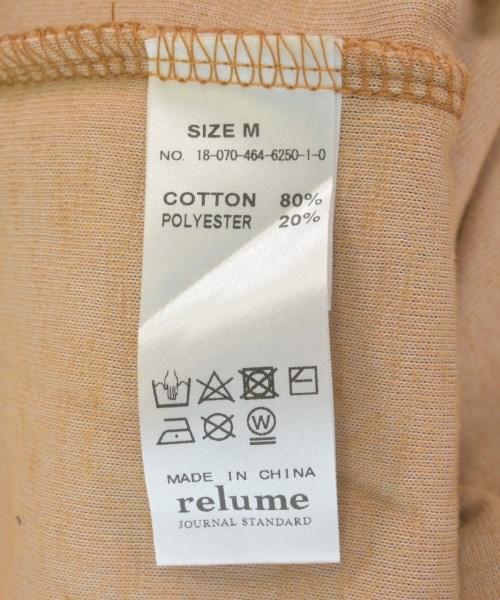 SIZE M
NO. 18-070-464-6250-1-0
COTTON 80%
POLYESTER 20%
W
MADE IN CHINA
relume
JOURNAL STANDARD